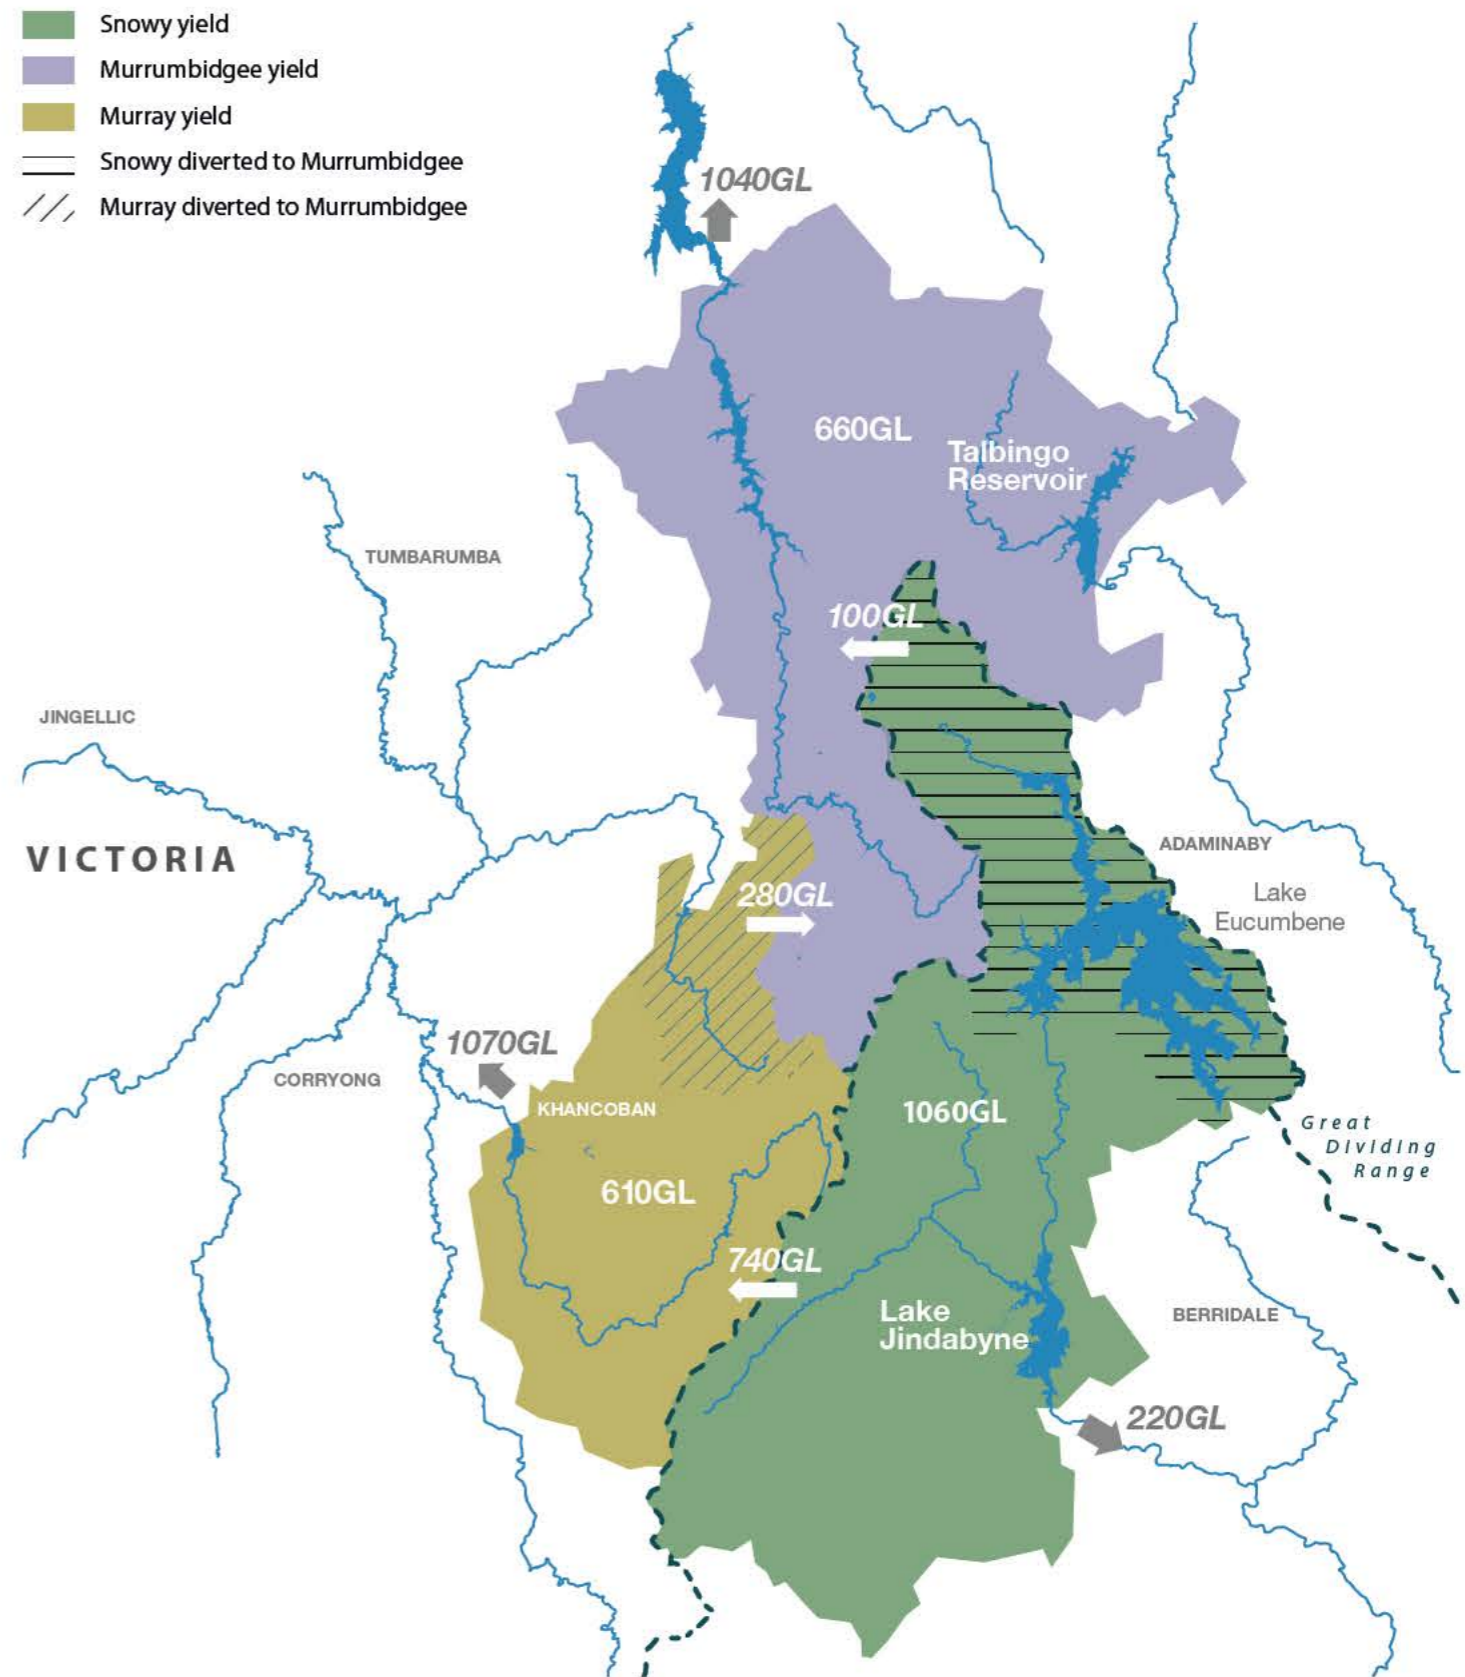 Snowy yield
Murrumbidgee yield
Murray yield
Snowy diverted to Murrumbidgee
Murray diverted to Murrumbidgee
1040GL
660GL
Talbingo
Reservoir
TUMBARUMBA
100GL
JINGELLIC
VICTORIA
ADAMINABY
280GL
Lake
Eucumbene
1070GL
CORRYONG
KHANCOBAN
1060GL
Great
Dividing
Range
610GL
740GL
Lake
Jindabyne
BERRIDALE
220GL